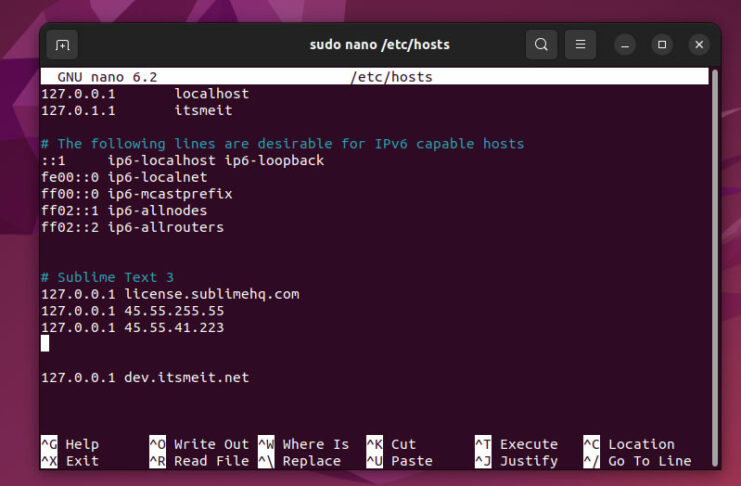 sudo nano /etc/hosts
GNU nano 6.2 /etc/hosts
127.0.0.1 localhost
127.0.1.1 itsmeit
# The following lines are desirable for IPv6 capable hosts
::1 ip6-localhost ip6-loopback
fe00::0 ip6-localnet
ff00::0 ip6-mcastprefix
ff02::1 ip6-allnodes
ff02::2 ip6-allrouters
# Sublime Text 3
127.0.0.1 license.sublimehq.com
127.0.0.1 45.55.255.55
127.0.0.1 45.55.41.223
127.0.0.1 dev.itsmeit.net
^G Help ^O Write Out ^W Where Is ^K Cut ^T Execute ^C Location
^X Exit ^R Read File ^\ Replace ^U Paste ^J Justify ^/ Go To Line